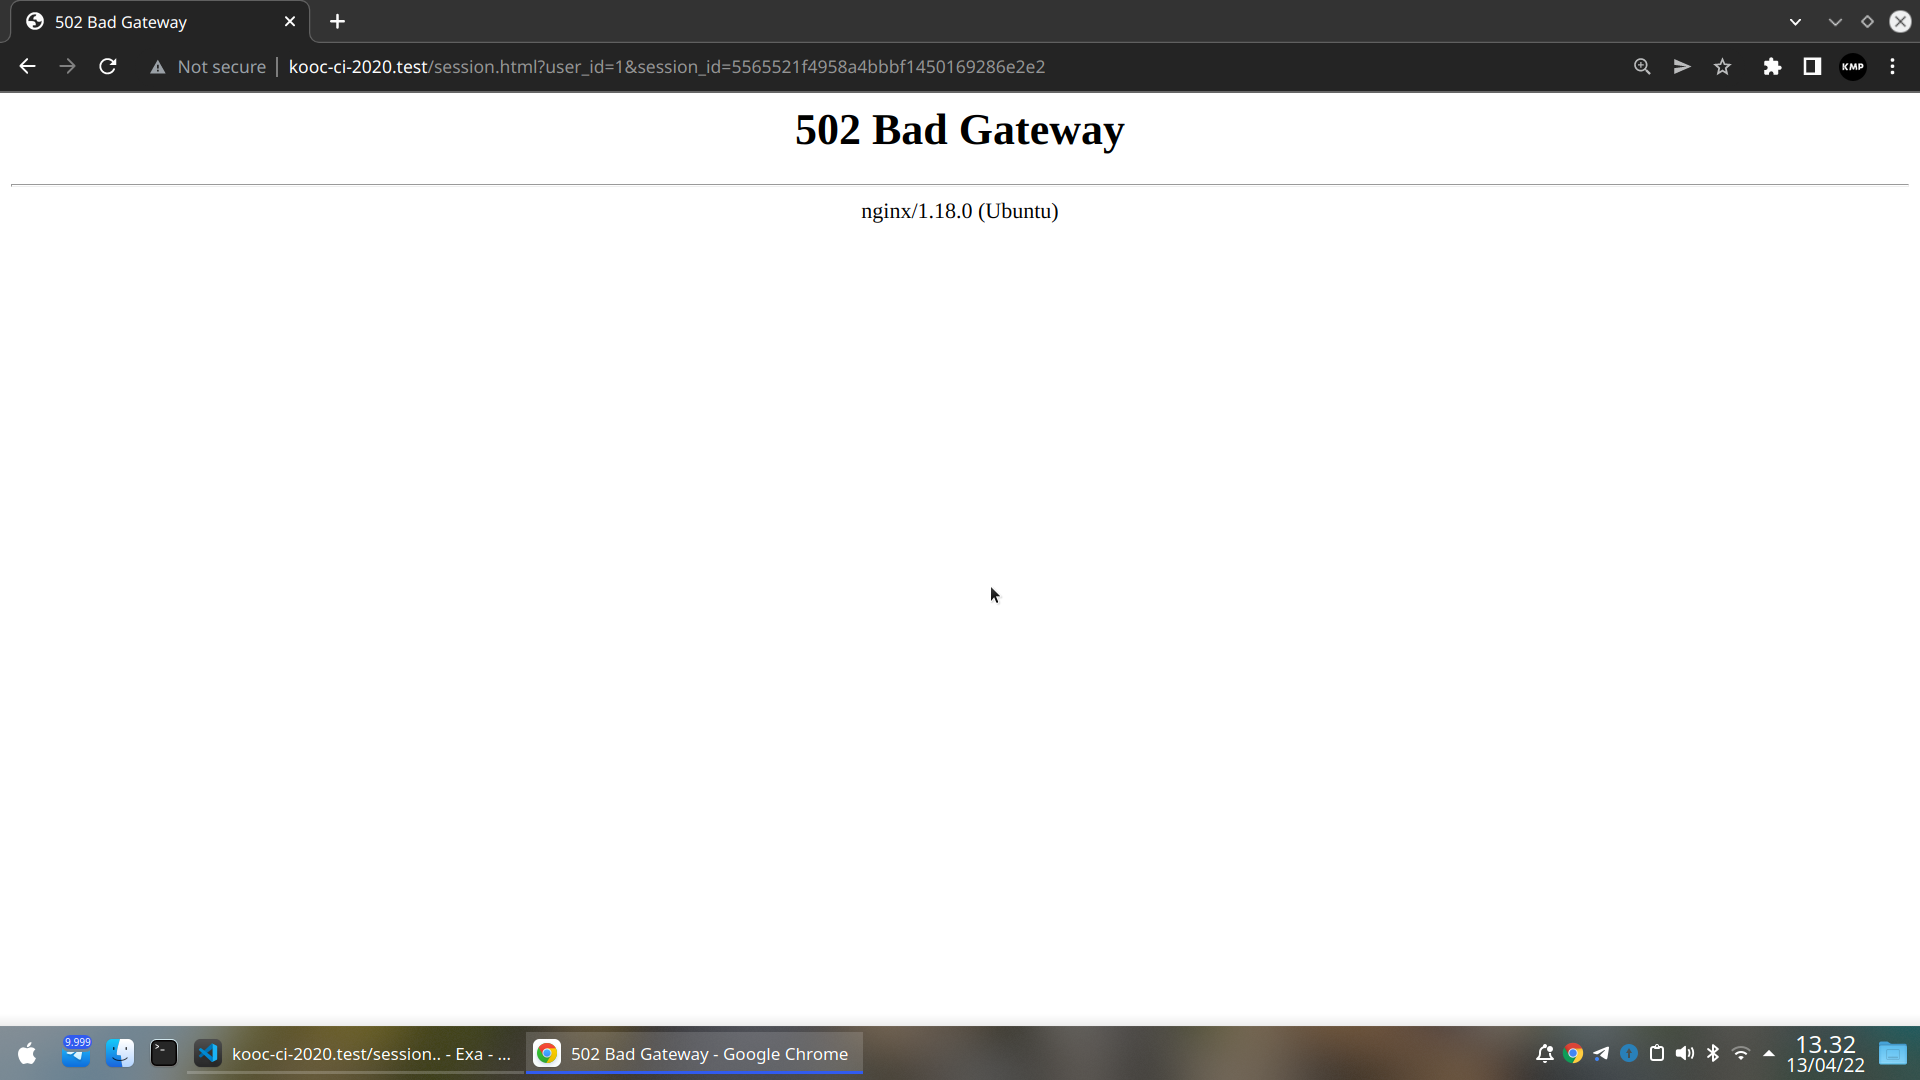 502 Bad Gateway
Not secure
kooc-ci-2020.test/session.html?user_id=1&session_id=5565521f4958a4bbbf1450169286e2e2
KMP
502 Bad Gateway
nginx/1.18.0 (Ubuntu)
9.999
kooc-ci-2020.test/session.. - Exa - ...
502 Bad Gateway - Google Chrome
13.32
13/04/22